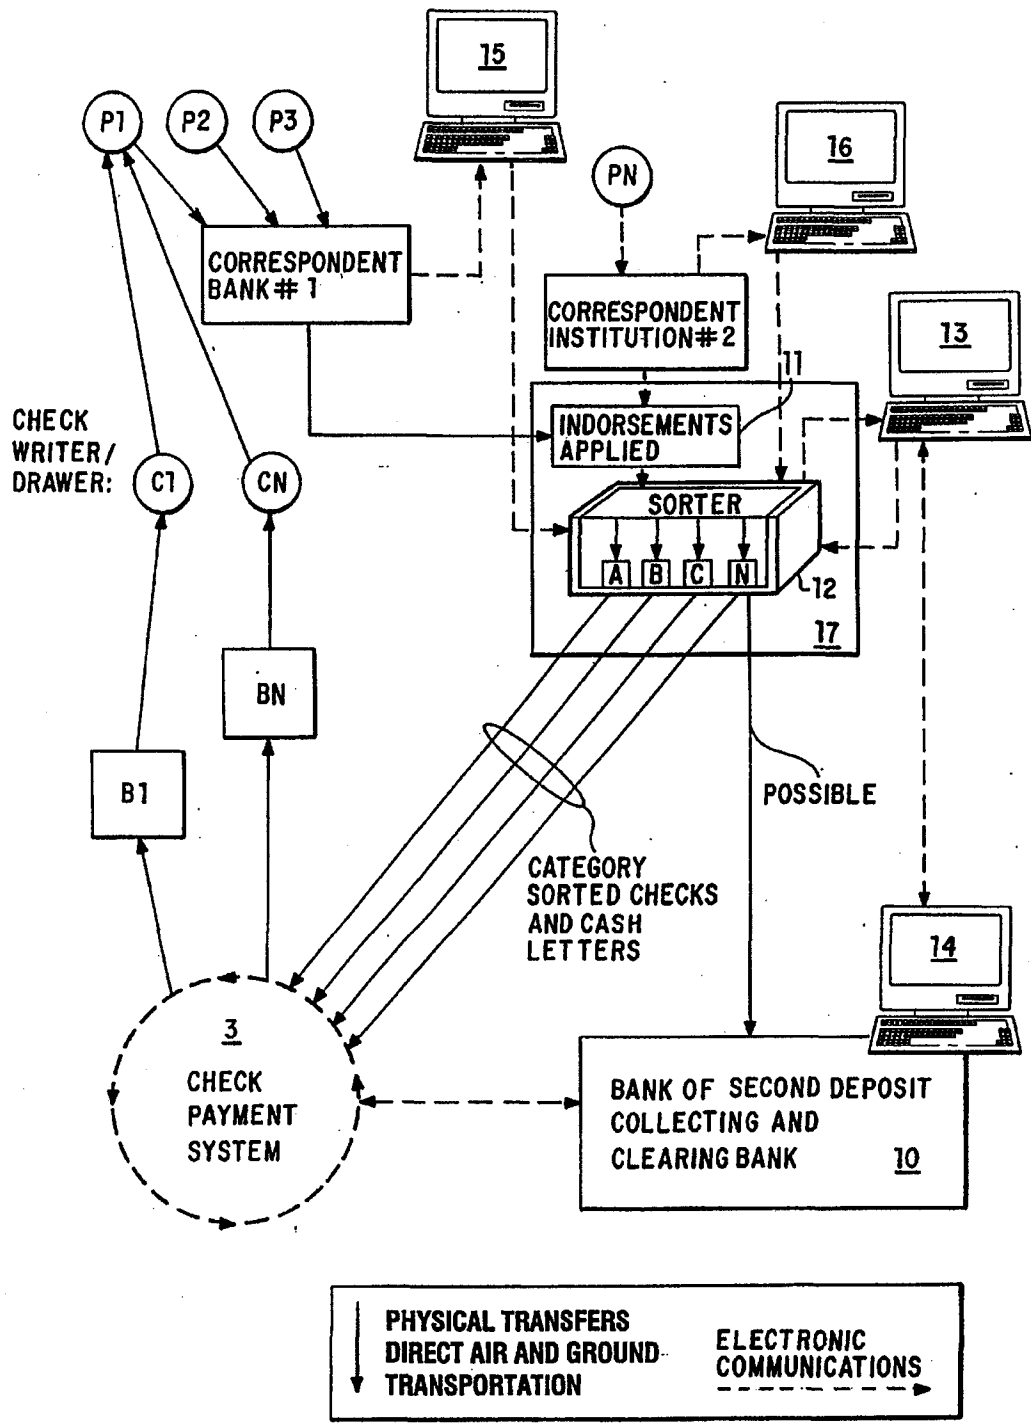 15
P1
P2
P3
16
PN
CORRESPONDENT
BANK # 1
CORRESPONDENT
INSTITUTION # 2
13
11
CHECK
WRITER/
DRAWER:
C1
CN
INDORSEMENTS
APPLIED
SORTER
A
B
C
N
12
17
BN
B1
POSSIBLE
CATEGORY
SORTED CHECKS
AND CASH
LETTERS
14
3
CHECK
PAYMENT
SYSTEM
BANK OF SECOND DEPOSIT
COLLECTING AND
CLEARING BANK
10
PHYSICAL TRANSFERS
DIRECT AIR AND GROUND
TRANSPORTATION
ELECTRONIC
COMMUNICATIONS